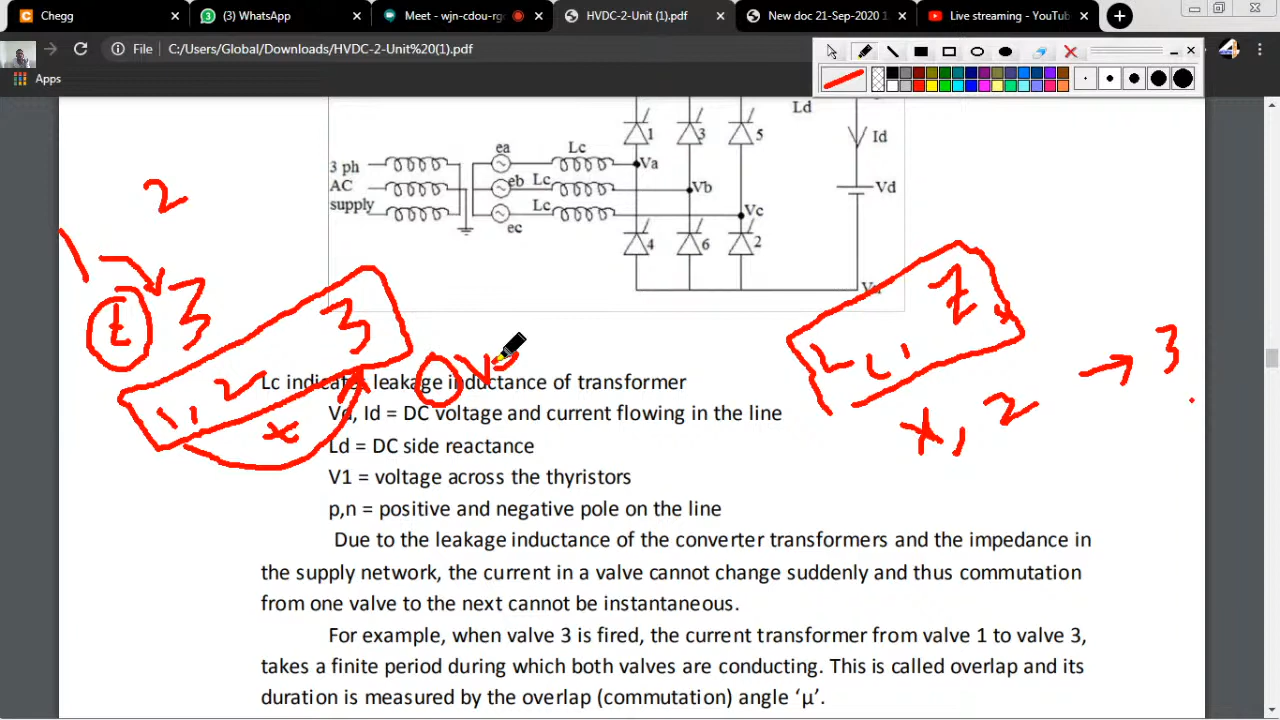 Chegg
(3) WhatsApp
Meet - wjn-cdou-rg
HVDC-2-Unit (1).pdf
New doc 21-Sep-2020 1
Live streaming - YouTu
File
C:/Users/Global/Downloads/HVDC-2-Unit%20(1).pdf
Apps
Ld
1
3
5
Id
ea
Lc
3 ph
Va
AC
eb
Lc
Vb
Vd
supply
Lc
Vc
ec
4
6
2
2
t
3
3
1, 2
3
Lc indicates leakage inductance of transformer
Vd, Id = DC voltage and current flowing in the line
Ld = DC side reactance
V1 = voltage across the thyristors
p,n = positive and negative pole on the line
Due to the leakage inductance of the converter transformers and the impedance in
the supply network, the current in a valve cannot change suddenly and thus commutation
from one valve to the next cannot be instantaneous.
For example, when valve 3 is fired, the current transformer from valve 1 to valve 3,
takes a finite period during which both valves are conducting. This is called overlap and its
duration is measured by the overlap (commutation) angle ‘μ’.